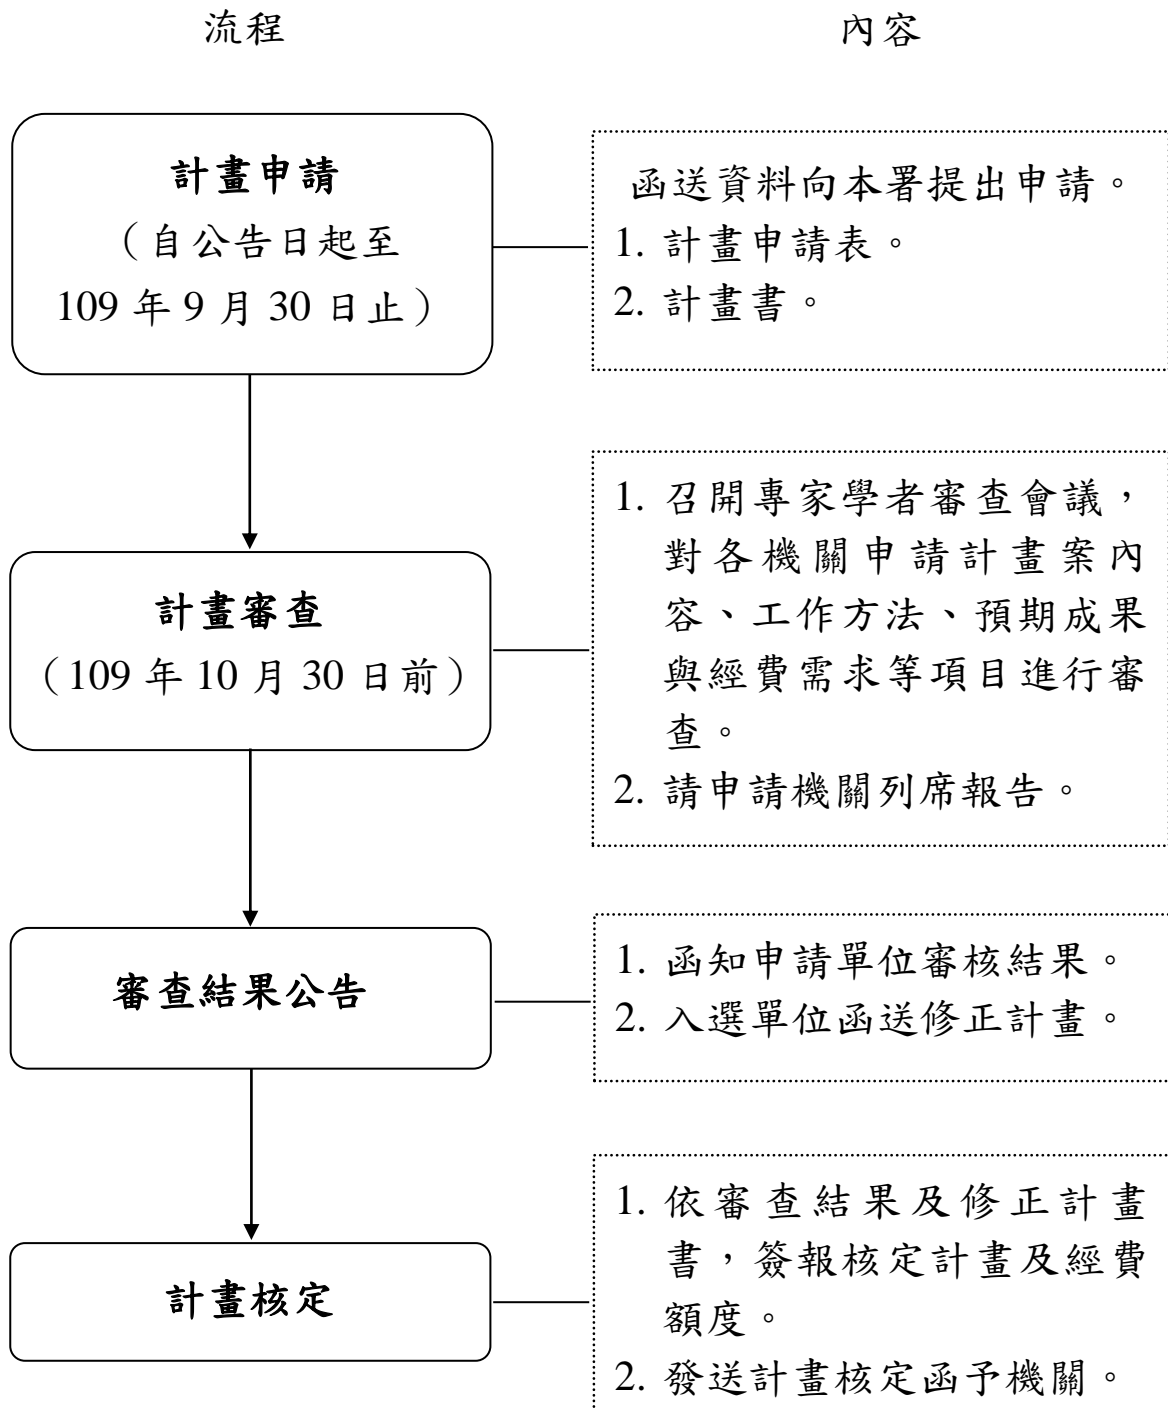 流程
內容
計畫申請
（自公告日起至
109 年 9 月 30 日止）
函送資料向本署提出申請。
1. 計畫申請表。
2. 計畫書。
計畫審查
（109 年 10 月 30 日前）
1. 召開專家學者審查會議，
對各機關申請計畫案內
容、工作方法、預期成果
與經費需求等項目進行審
查。
2. 請申請機關列席報告。
審查結果公告
1. 函知申請單位審核結果。
2. 入選單位函送修正計畫。
計畫核定
1. 依審查結果及修正計畫
書，簽報核定計畫及經費
額度。
2. 發送計畫核定函予機關。